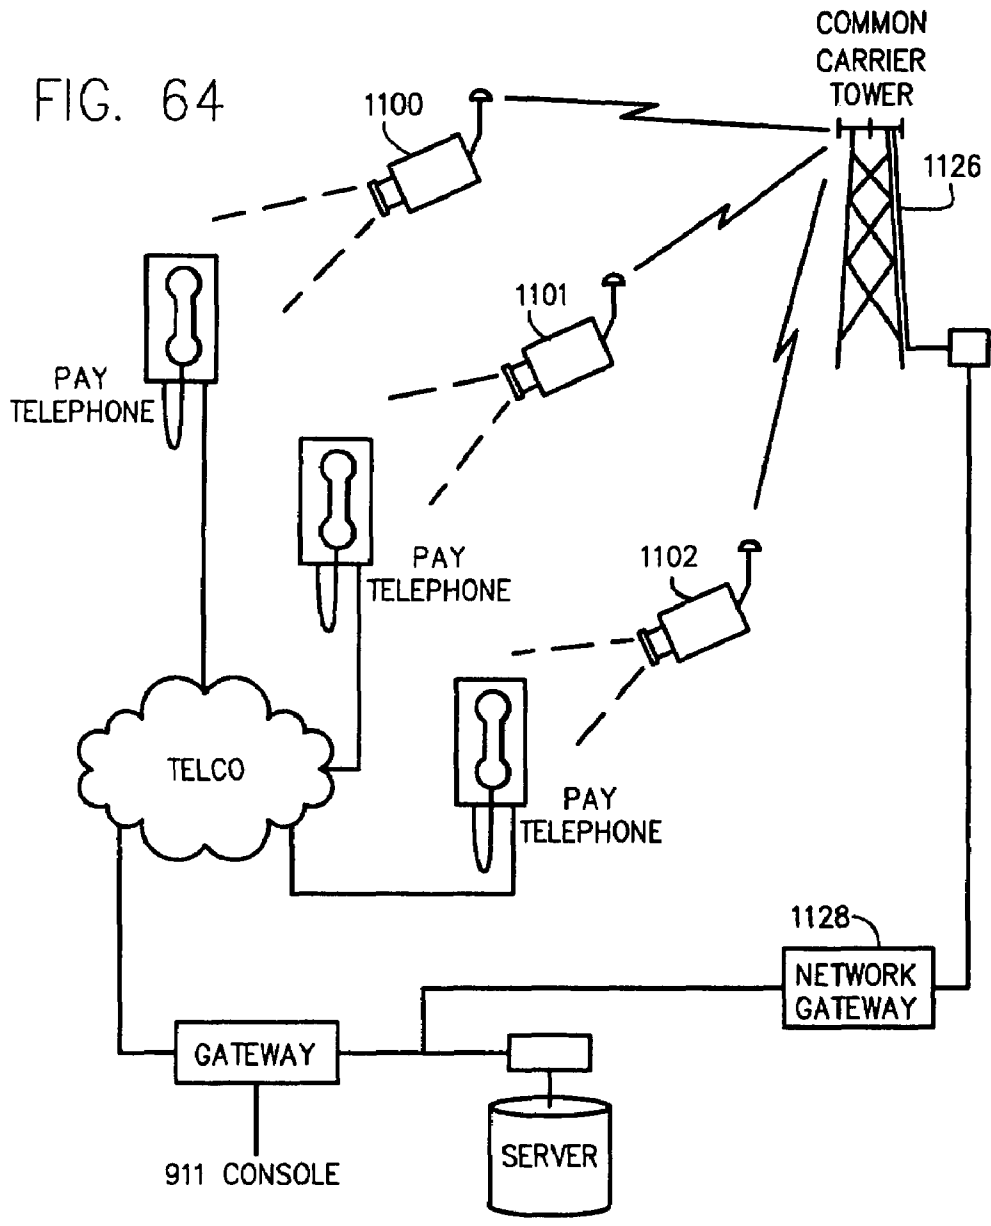 COMMON
CARRIER
TOWER
FIG. 64
1100
1126
1101
PAY
TELEPHONE
PAY
TELEPHONE
1102
TELCO
PAY
TELEPHONE
1128
NETWORK
GATEWAY
GATEWAY
SERVER
911 CONSOLE